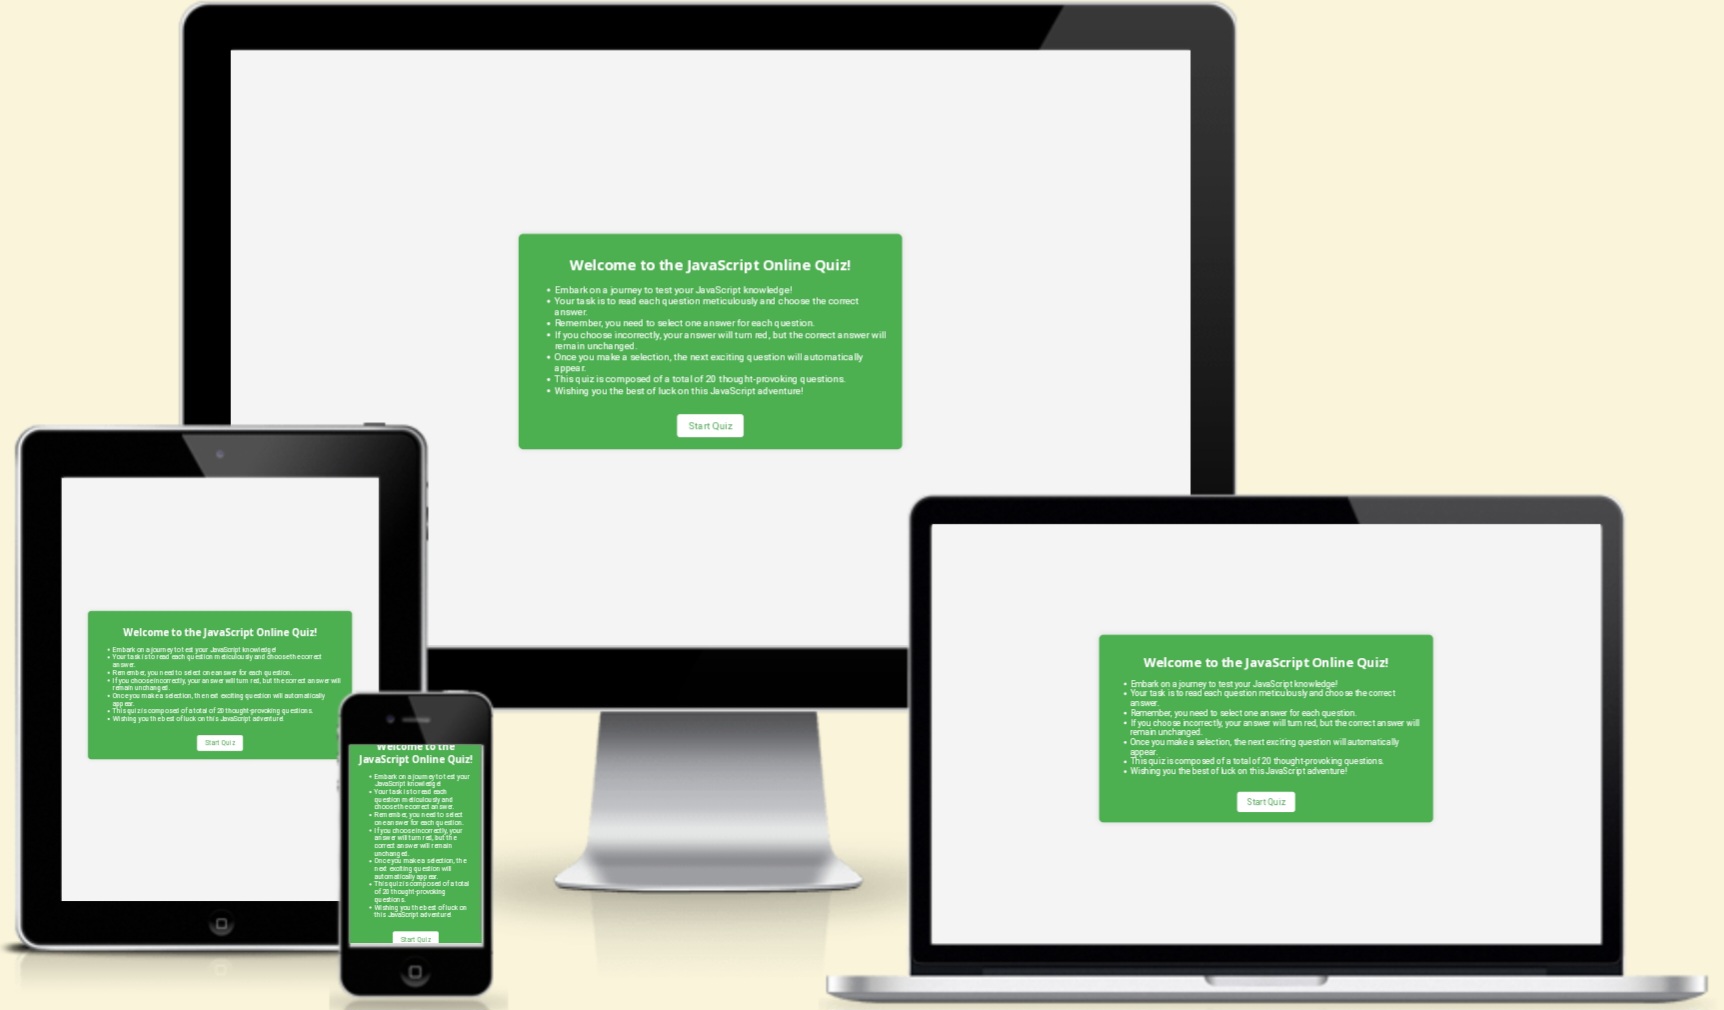 Welcome to the JavaScript Online Quiz!
• Embark on a journey to test your JavaScript knowledge!
• Your task is to read each question meticulously and choose the correct
answer.
• Remember, you need to select one answer for each question.
• If you choose incorrectly, your answer will turn red, but the correct answer will
remain unchanged.
• Once you make a selection, the next exciting question will automatically
appear.
• This quiz is composed of a total of 20 thought-provoking questions.
• Wishing you the best of luck on this JavaScript adventure!
Start Quiz
Welcome to the JavaScript Online Quiz!
• Embark on a journey to test your JavaScript knowledge!
• Your task is to read each question meticulously and choose the correct
answer.
• Remember, you need to select one answer for each question.
• If you choose incorrectly, your answer will turn red, but the correct answer will
remain unchanged.
• Once you make a selection, the next exciting question will automatically
appear.
• This quiz is composed of a total of 20 thought-provoking questions.
• Wishing you the best of luck on this JavaScript adventure!
Start Quiz
Welcome to the
JavaScript Online Quiz!
• Embark on a journey to test your
JavaScript knowledge!
• Your task is to read each
question meticulously and
choose the correct answer.
• Remember, you need to select
one answer for each question.
• If you choose incorrectly, your
answer will turn red, but the
correct answer will remain
unchanged.
• Once you make a selection, the
next exciting question will
automatically appear.
• This quiz is composed of a total
of 20 thought-provoking
questions.
• Wishing you the best of luck on
this JavaScript adventure!
Start Quiz
Welcome to the JavaScript Online Quiz!
• Embark on a journey to test your JavaScript knowledge!
• Your task is to read each question meticulously and choose the correct
answer.
• Remember, you need to select one answer for each question.
• If you choose incorrectly, your answer will turn red, but the correct answer will
remain unchanged.
• Once you make a selection, the next exciting question will automatically
appear.
• This quiz is composed of a total of 20 thought-provoking questions.
• Wishing you the best of luck on this JavaScript adventure!
Start Quiz